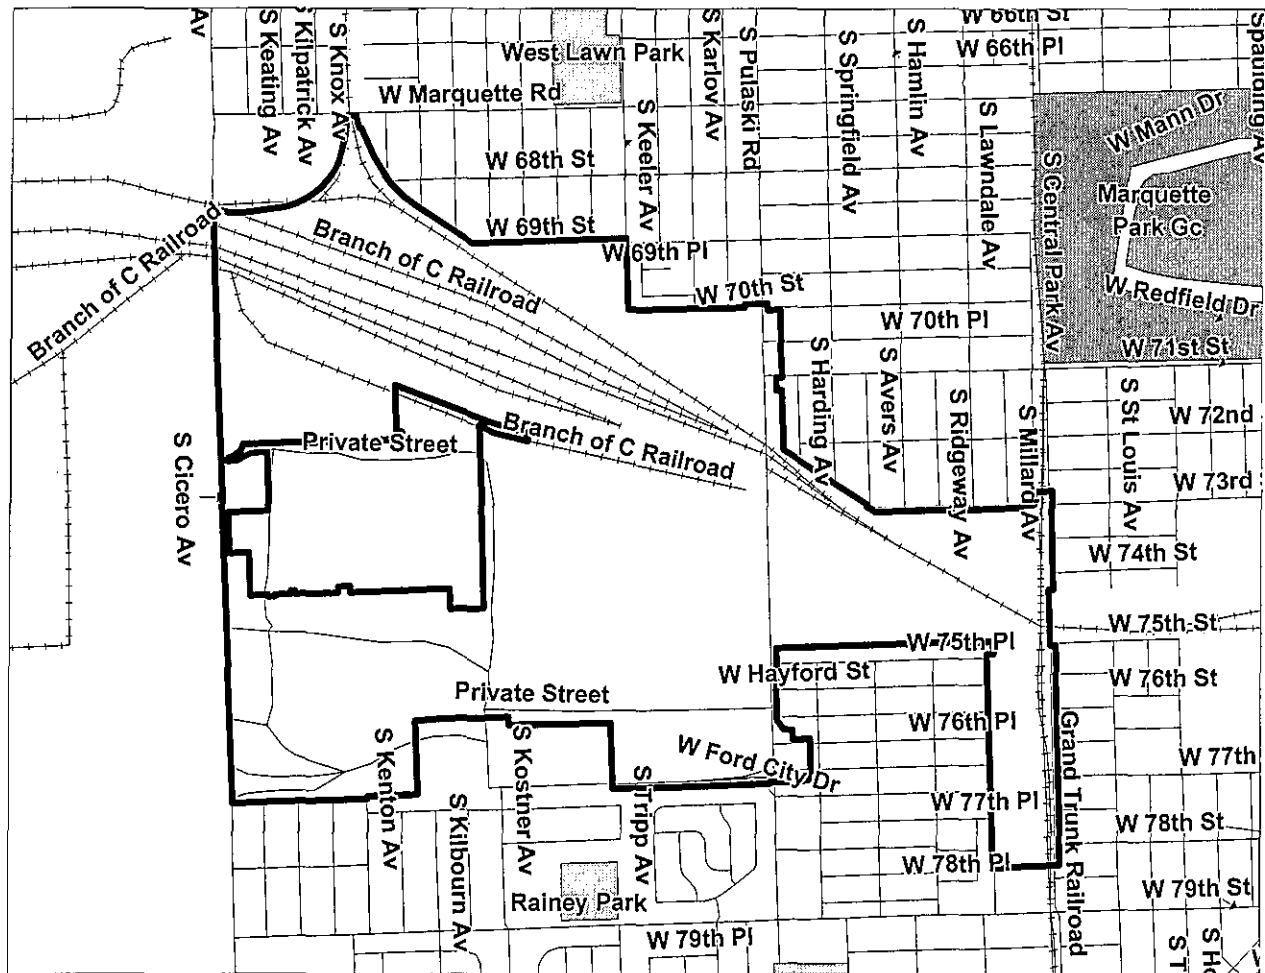 Av
S Keating Av
S Kilpatrick Av
S Knox Av
West Lawn Park
W Marquette Rd
S Karlov Av
S Pulaski Rd
S Springfield Av
S Hamlin Av
W 66th St
W 66th Pl
S Lawndale Av
Spaulding Av
W Mann Dr
W 68th St
S Keeler Av
S Central Park Av
Marquette
Park Gc
W 69th St
W 69th Pl
Branch of C Railroad
Branch of C Railroad
W 70th St
W 70th Pl
W Redfield Dr
W 71st St
S Harding Av
S Avers Av
S Ridgeway Av
S Millard Av
S St Louis Av
W 72nd
S Cicero Av
Private Street
Branch of C Railroad
W 73rd
W 74th St
W 75th St
W 75th Pl
W Hayford St
W 76th St
Private Street
W 76th Pl
W Ford City Dr
S Kenton Av
S Kostner Av
S Tripp Av
S Kilbourn Av
Grand Trunk Railroad
W 77th
W 77th Pl
W 78th St
W 78th Pl
W 79th St
Rainey Park
W 79th Pl